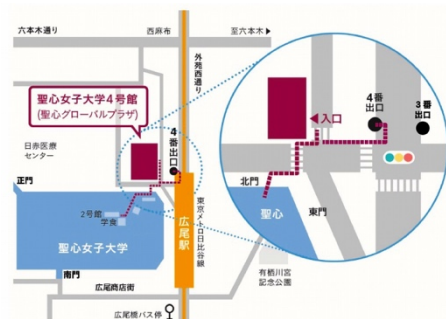 六本木通り
西麻布
至六本木▶
外苑西通り
聖心女子大学4号館
(聖心グローバルプラザ)
4番出口
日赤医療
センター
正門
2号館
学食
聖心女子大学
南門
広尾駅
東京メトロ日比谷線
広尾商店街
広尾橋バス停
有栖川宮
記念公園
4番
出口
3番
出口
入口
北門
聖心
東門